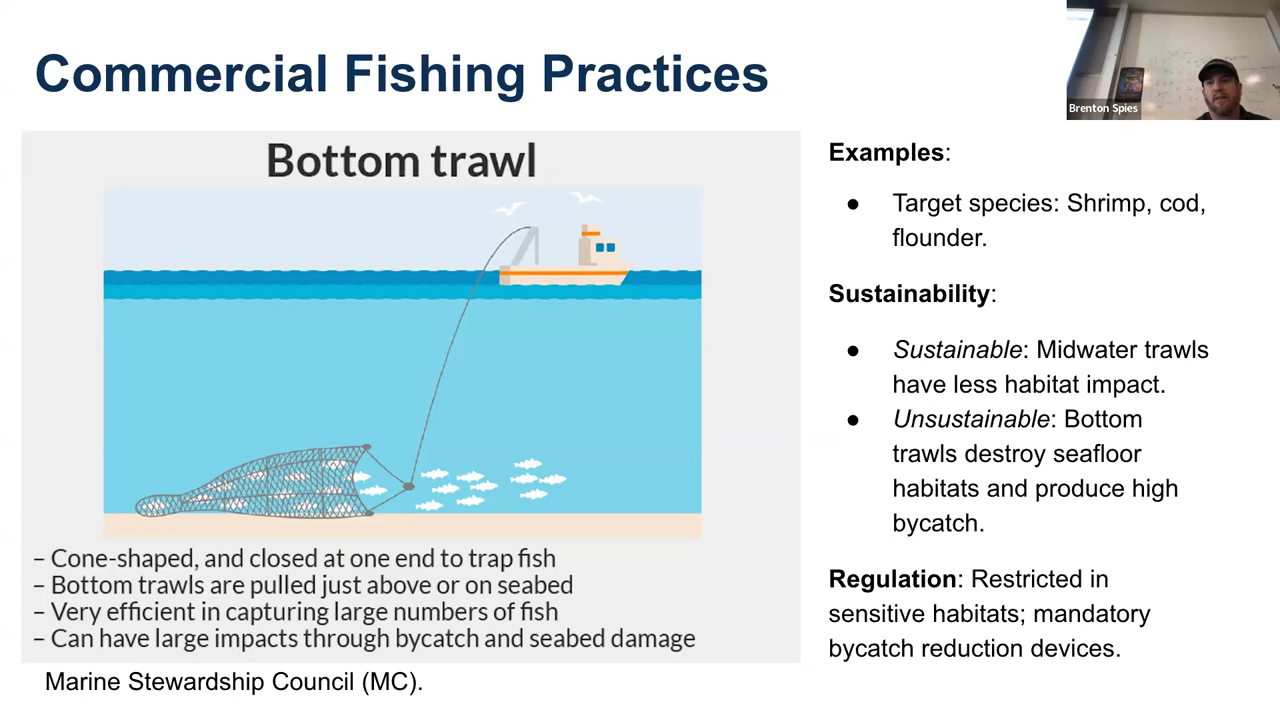 Commercial Fishing Practices
Brenton Spies
Bottom trawl
– Cone-shaped, and closed at one end to trap fish
– Bottom trawls are pulled just above or on seabed
– Very efficient in capturing large numbers of fish
– Can have large impacts through bycatch and seabed damage
Marine Stewardship Council (MC).
Examples:
● Target species: Shrimp, cod,
flounder.
Sustainability:
● Sustainable: Midwater trawls
have less habitat impact.
● Unsustainable: Bottom
trawls destroy seafloor
habitats and produce high
bycatch.
Regulation: Restricted in
sensitive habitats; mandatory
bycatch reduction devices.